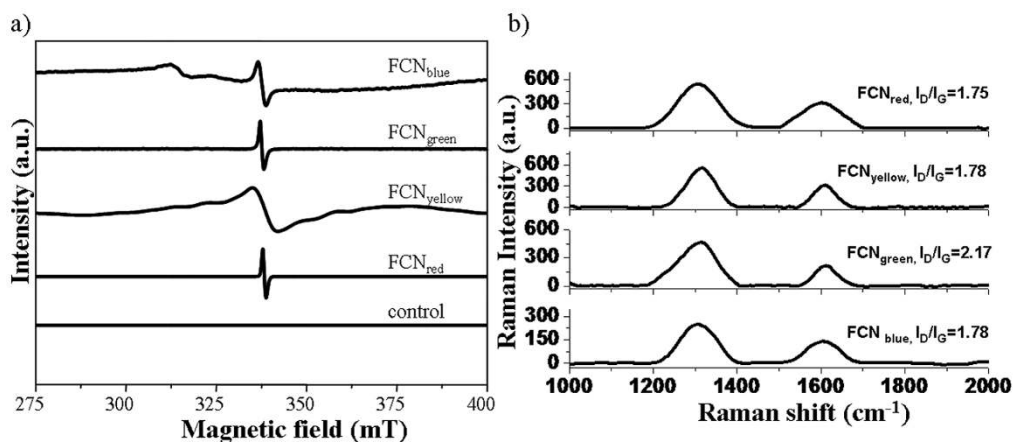 a)
Intensity (a.u.)
FCNblue
FCNgreen
FCNyellow
FCNred
control
275 300 325 350 375 400
Magnetic field (mT)
b)
Raman Intensity (a.u.)
600
300
0
FCNred, ID/IG=1.75
600
300
0
FCNyellow, ID/IG=1.78
600
300
0
FCNgreen, ID/IG=2.17
300
150
0
FCN blue, ID/IG=1.78
1000 1200 1400 1600 1800 2000
Raman shift (cm-1)